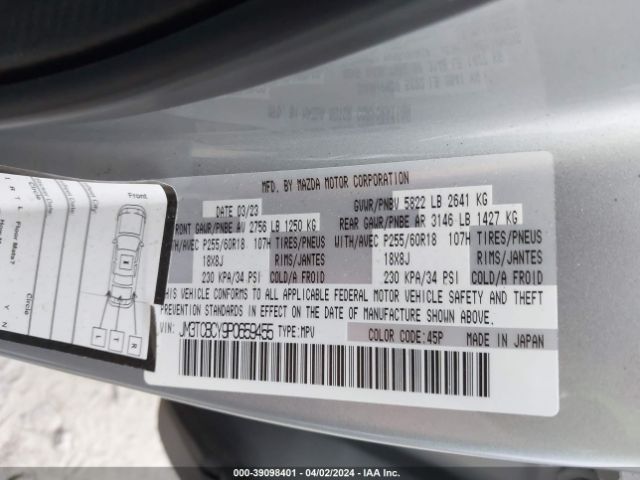 MFD. BY MAZDA MOTOR CORPORATION
DATE 03/23 GVWR/PNBV 5822 LB 2641 KG
FRONT GAWR/PNBE AV 2756 LB 1250 KG REAR GAWR/PNBE AR 3146 LB 1427 KG
WITH/AVEC P255/60R18 107H TIRES/PNEUS WITH/AVEC P255/60R18 107H TIRES/PNEUS
18X8J RIMS/JANTES 18X8J RIMS/JANTES
230 KPA/34 PSI COLD/A FROID 230 KPA/34 PSI COLD/A FROID
THIS VEHICLE CONFORMS TO ALL APPLICABLE FEDERAL MOTOR VEHICLE SAFETY AND THEFT
PREVENTION STANDARDS IN EFFECT ON THE DATE OF MANUFACTURE SHOWN ABOVE.
VIN: JM3TCBCY9P0659455 TYPE:MPV COLOR CODE:45P MADE IN JAPAN
Front
Circle
Y N
R
T
L
000-39098401 - 04/02/2024 - IAA Holdings, LLC.